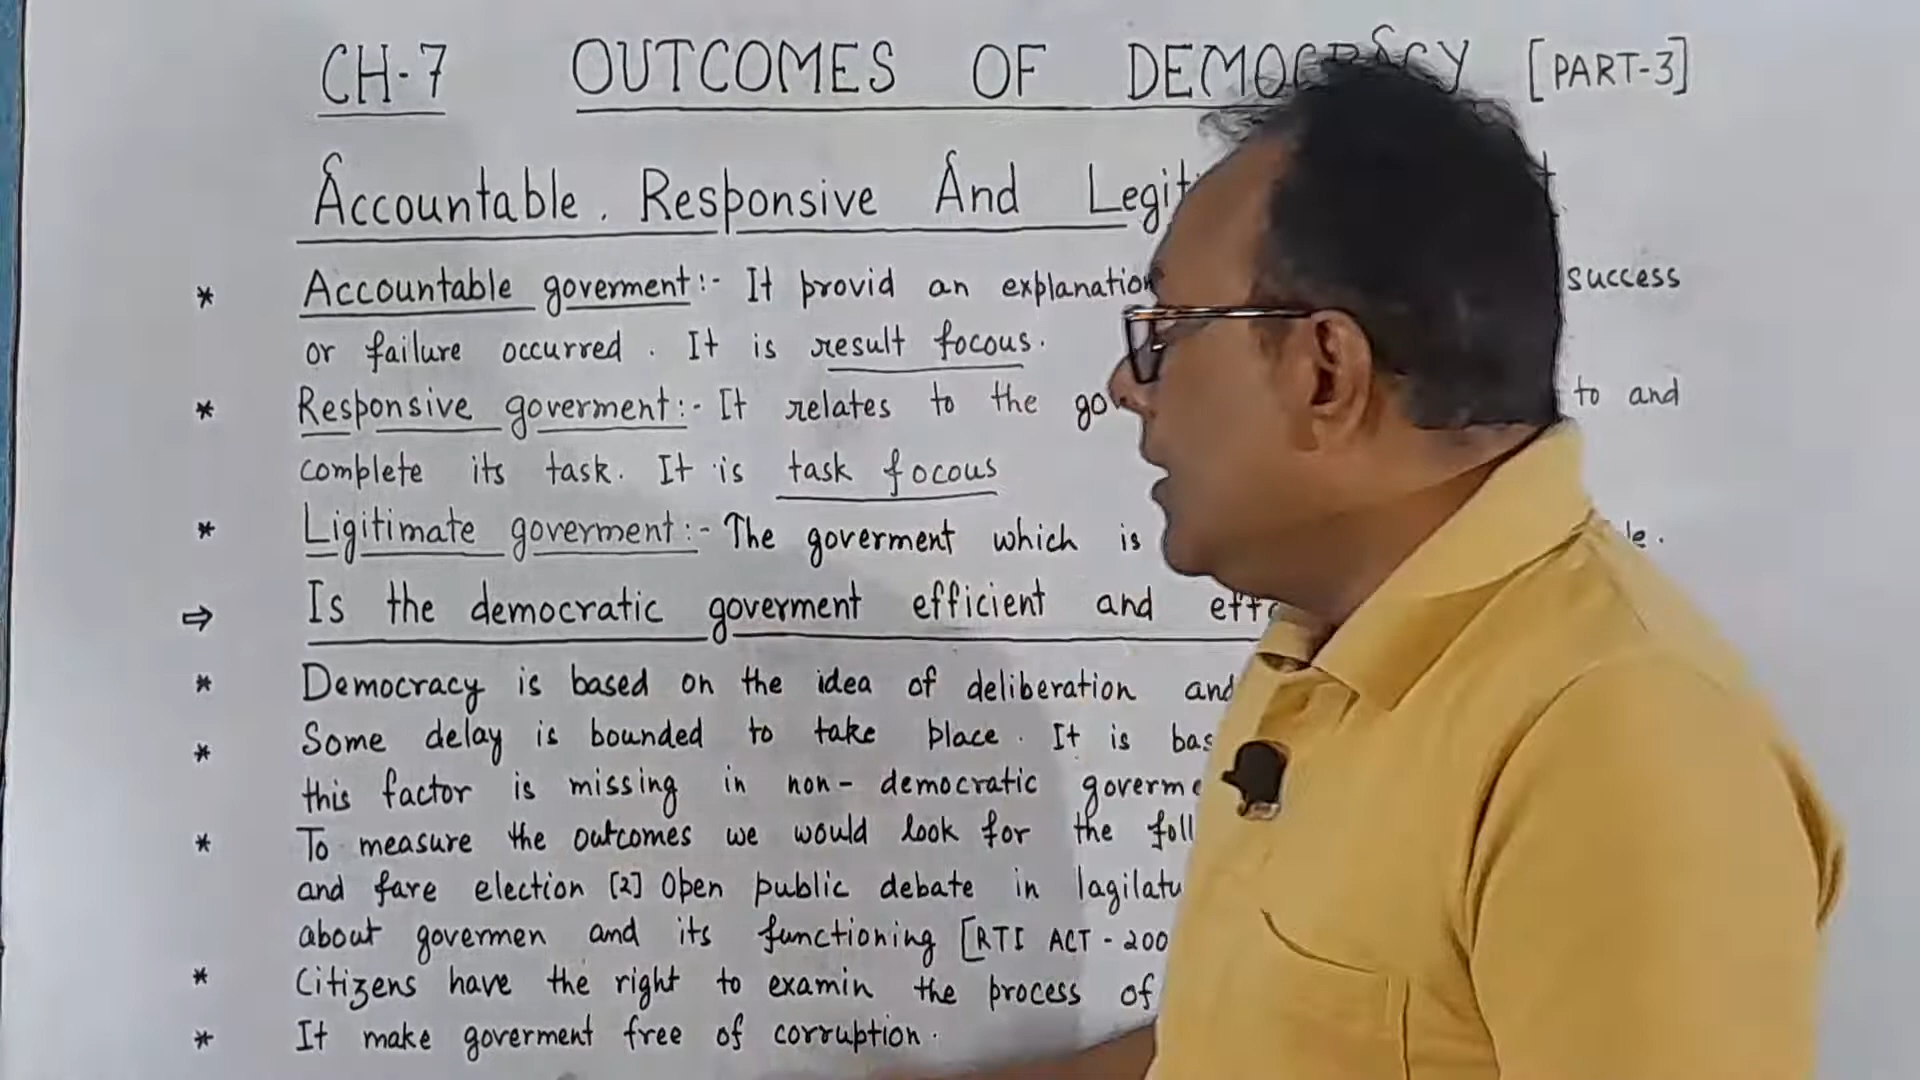 CH-7 OUTCOMES OF [PART-3]
Accountable. Responsive And
Accountable goverment:- It provid an explanation success
or failure occurred. It is result focous.
Responsive goverment:- It relates to the to and
complete its task. It is task focous
Ligitimate goverment:- The goverment which is
⇒ Is the democratic goverment efficient and
* Democracy is based on the idea of deliberation and
* Some delay is bounded to take place. It is
this factor is missing in non-democratic
* To measure the outcomes we would look for the
and fare election [2] Open public debate in
about govermen and its functioning [RTI ACT-
* Citizens have the right to examin the process of
* It make goverment free of corruption.